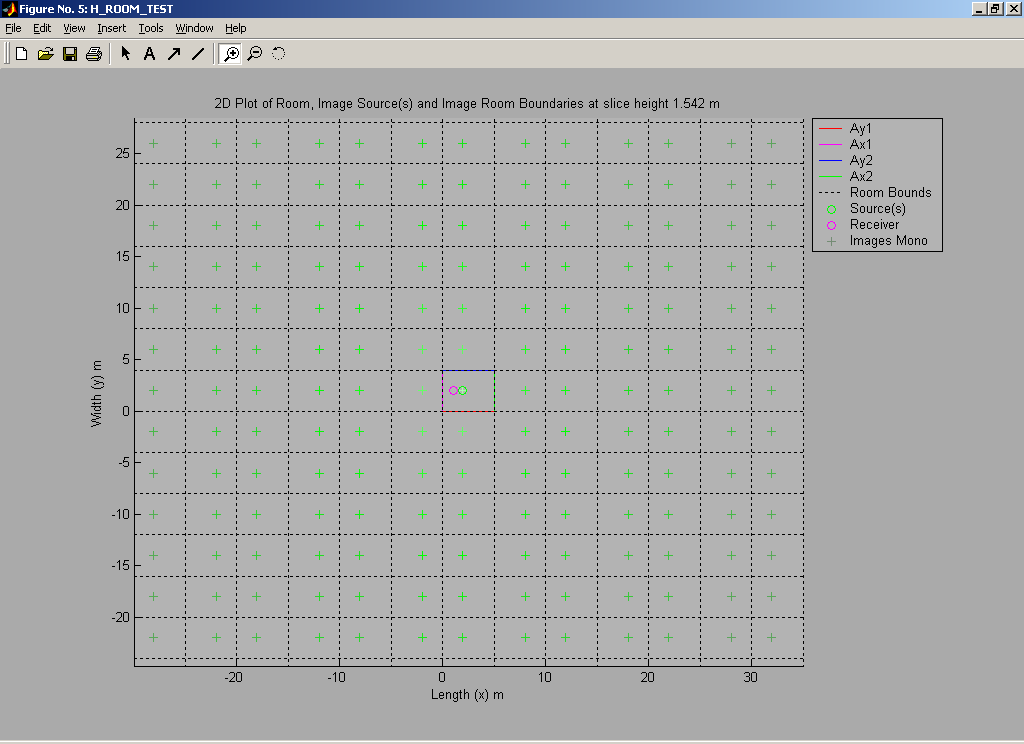 Figure No. 5: H_ROOM_TEST
File Edit View Insert Tools Window Help
A
2D Plot of Room, Image Source(s) and Image Room Boundaries at slice height 1.542 m
Ay1
Ax1
Ay2
Ax2
Room Bounds
Source(s)
Receiver
Images Mono
25
20
15
10
5
0
-5
-10
-15
-20
Width (y) m
-20 -10 0 10 20 30
Length (x) m